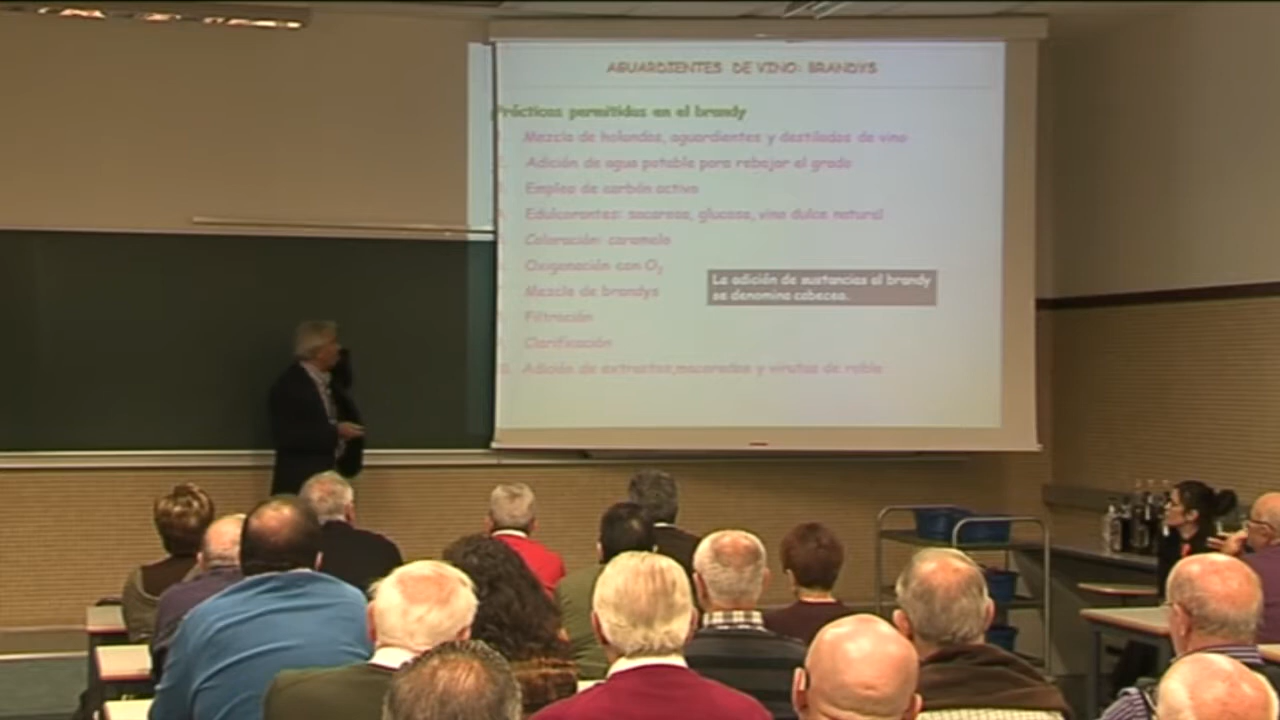 AGUARDIENTES DE VINO: BRANDYS
Prácticas permitidas en el brandy
Mezcla de holandas, aguardientes y destilados de vino
Adición de agua potable para rebajar el grado
Empleo de carbón activo
Edulcorantes: sacarosa, glucosa, vino dulce natural
Coloración: caramelo
Oxigenación con O2
Mezcla de brandys
La adición de sustancias al brandy
se denomina cabeceo.
Filtración
Clarificación
Adición de extractos,macerados y virutas de roble